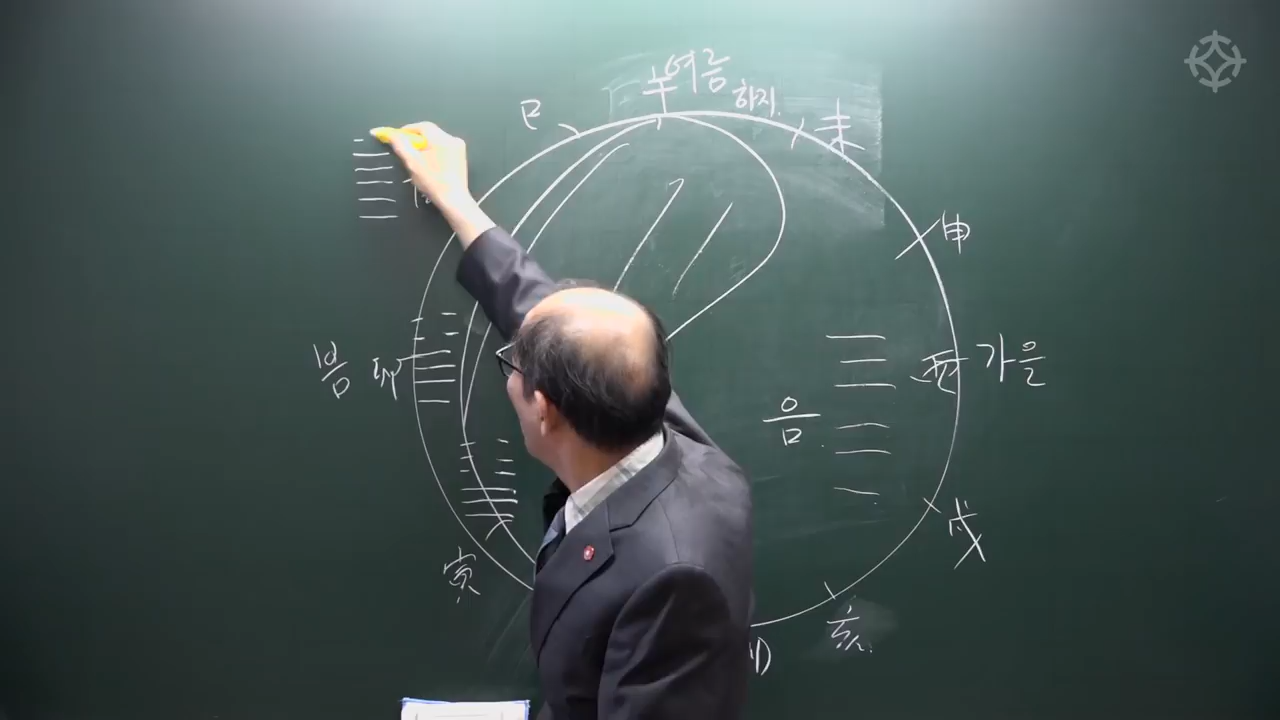 여름
午
하지
巳
未
申
봄
卯
酉
가을
음
戌
寅
亥